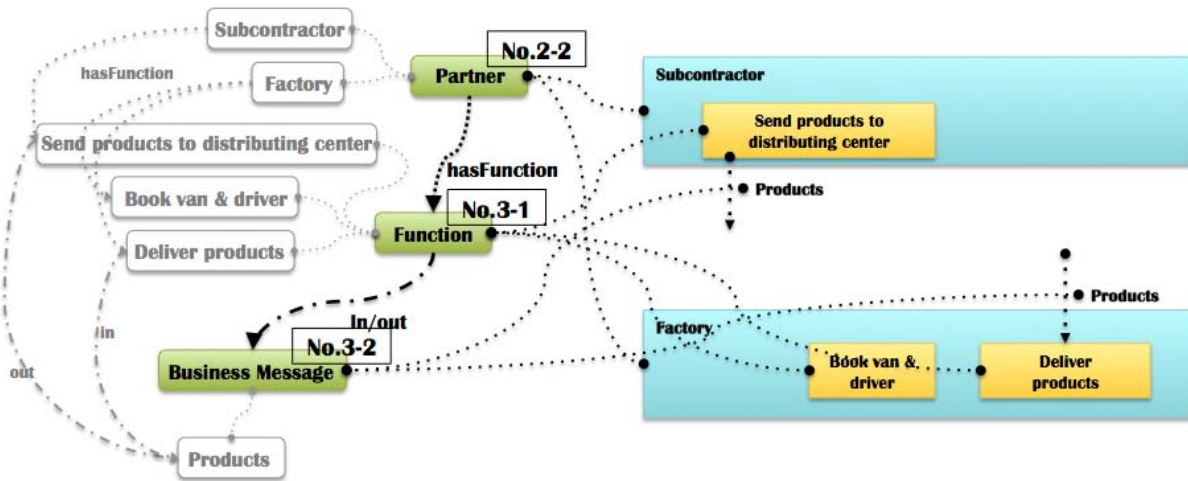 Subcontractor
No.2-2
hasFunction
Partner
Factory
Subcontractor
Send products to
distributing center
Send products to distributing center
hasFunction
Products
Book van & driver
No.3-1
Function
Deliver products
Products
in
In/out
Factory
No.3-2
out
Business Message
Book van &
driver
Deliver
products
Products